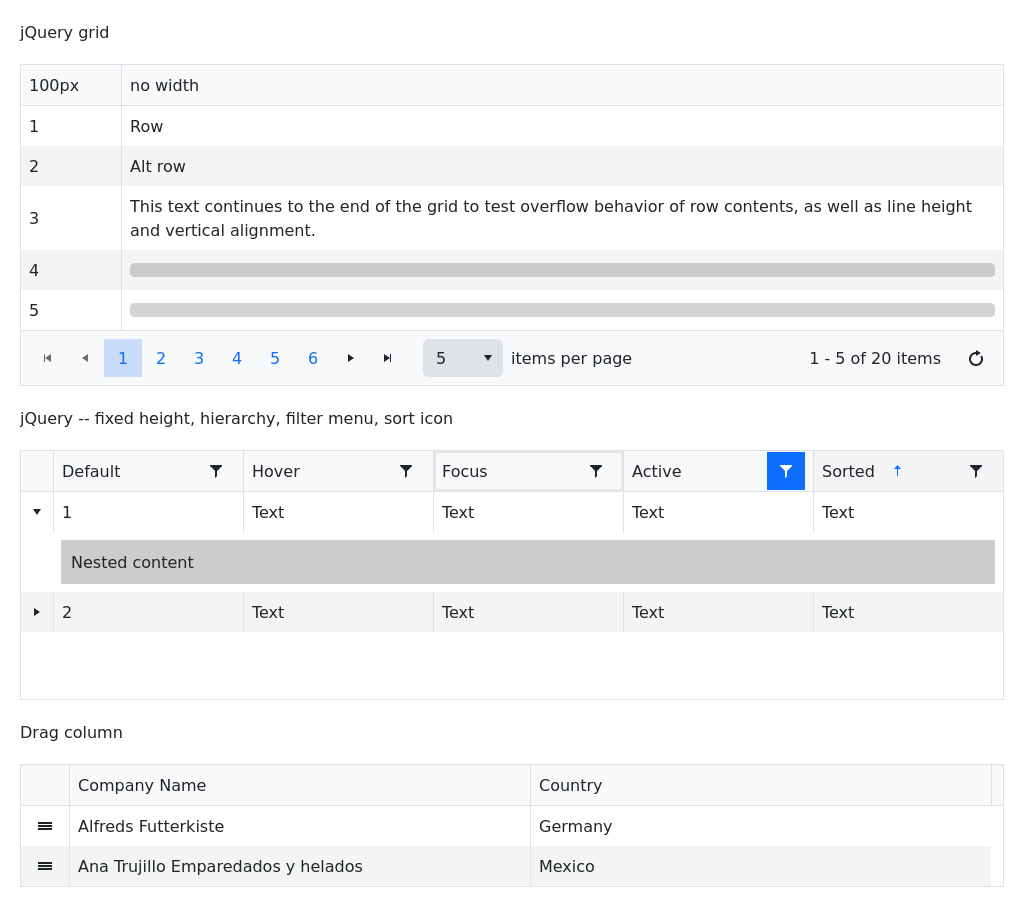 jQuery grid
100px no width
1 Row
2 Alt row
3 This text continues to the end of the grid to test overflow behavior of row contents, as well as line height
and vertical alignment.
4
5
1 2 3 4 5 6 5 items per page 1 - 5 of 20 items
jQuery -- fixed height, hierarchy, filter menu, sort icon
Default Hover Focus Active Sorted
1 Text Text Text Text
Nested content
2 Text Text Text Text
Drag column
Company Name Country
Alfreds Futterkiste Germany
Ana Trujillo Emparedados y helados Mexico